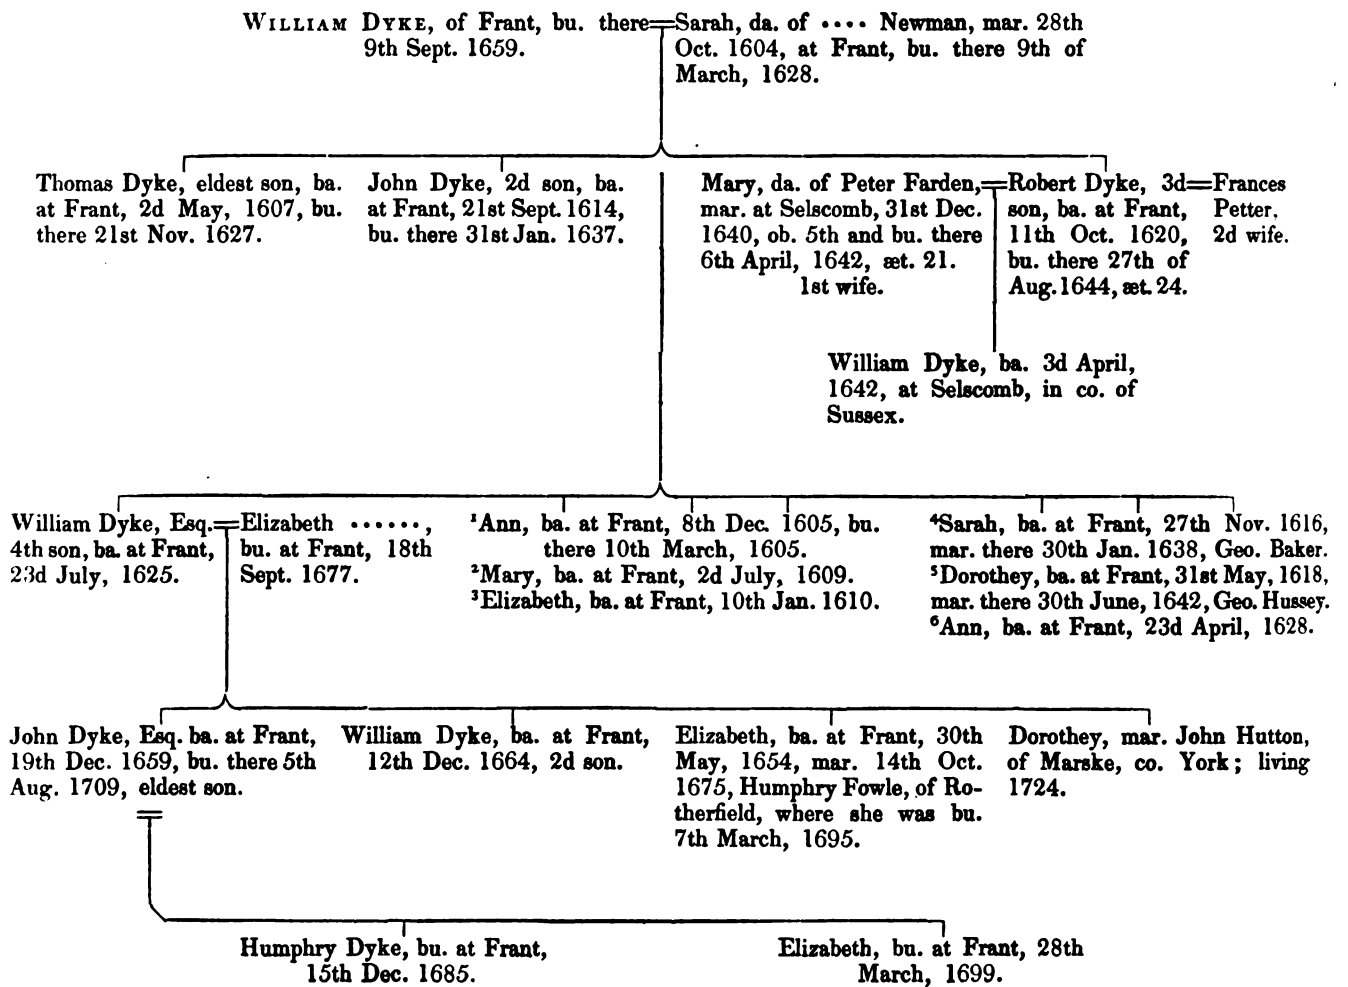 WILLIAM DYKE, of Frant, bu. there
9th Sept. 1659.
Sarah, da. of .... Newman, mar. 28th
Oct. 1604, at Frant, bu. there 9th of
March, 1628.
Thomas Dyke, eldest son, ba.
at Frant, 2d May, 1607, bu.
there 21st Nov. 1627.
John Dyke, 2d son, ba.
at Frant, 21st Sept. 1614,
bu. there 31st Jan. 1637.
Mary, da. of Peter Farden,
mar. at Selscomb, 31st Dec.
1640, ob. 5th and bu. there
6th April, 1642, æt. 21.
1st wife.
Robert Dyke, 3d
son, ba. at Frant,
11th Oct. 1620,
bu. there 27th of
Aug. 1644, æt. 24.
Frances
Petter,
2d wife.
William Dyke, ba. 3d April,
1642, at Selscomb, in co. of
Sussex.
William Dyke, Esq.
4th son, ba. at Frant,
23d July, 1625.
Elizabeth ......,
bu. at Frant, 18th
Sept. 1677.
¹Ann, ba. at Frant, 8th Dec. 1605, bu.
there 10th March, 1605.
²Mary, ba. at Frant, 2d July, 1609.
³Elizabeth, ba. at Frant, 10th Jan. 1610.
⁴Sarah, ba. at Frant, 27th Nov. 1616,
mar. there 30th Jan. 1638, Geo. Baker.
⁵Dorothey, ba. at Frant, 31st May, 1618,
mar. there 30th June, 1642, Geo. Hussey.
⁶Ann, ba. at Frant, 23d April, 1628.
John Dyke, Esq. ba. at Frant,
19th Dec. 1659, bu. there 5th
Aug. 1709, eldest son.
William Dyke, ba. at Frant,
12th Dec. 1664, 2d son.
Elizabeth, ba. at Frant, 30th
May, 1654, mar. 14th Oct.
1675, Humphry Fowle, of Ro-
therfield, where she was bu.
7th March, 1695.
Dorothey, mar. John Hutton,
of Marske, co. York; living
1724.
Humphry Dyke, bu. at Frant,
15th Dec. 1685.
Elizabeth, bu. at Frant, 28th
March, 1699.